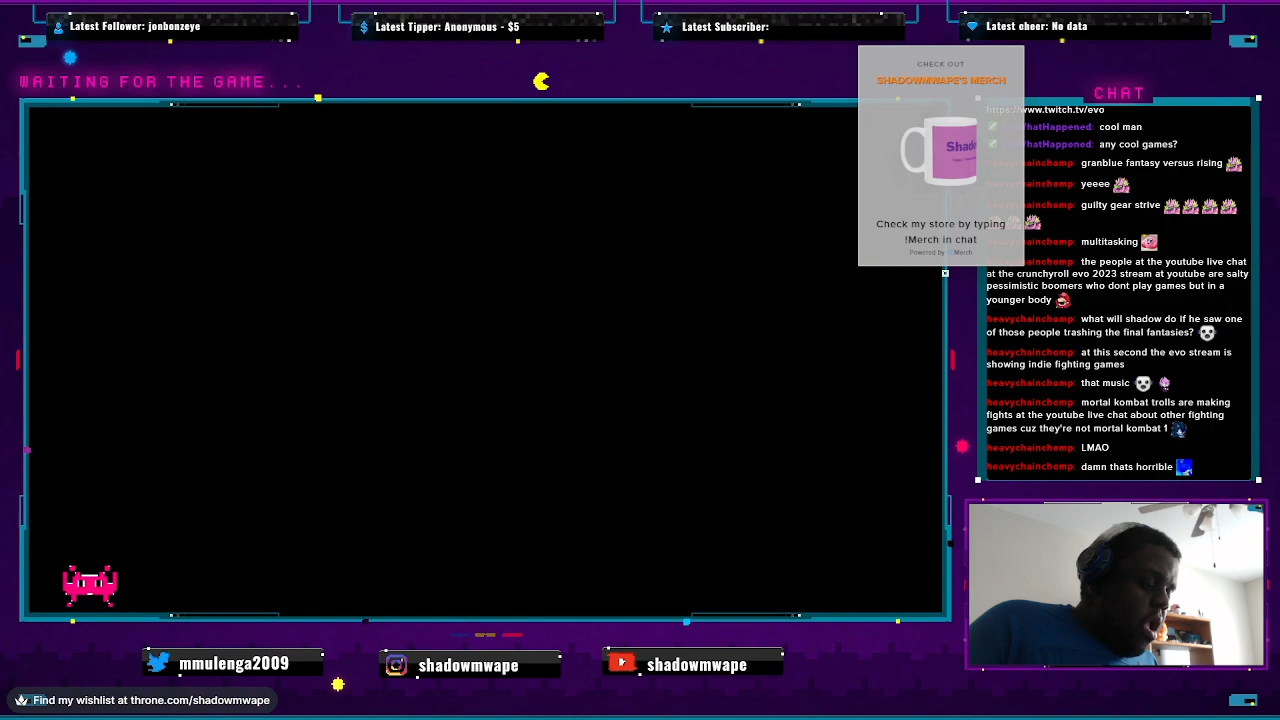 Latest Follower: jonbonzeye
Latest Tipper: Anonymous - $5
Latest Subscriber:
Latest cheer: No data
WAITING FOR THE GAME...
CHECK OUT
SHADOWMWAPE'S MERCH
Shado
Check my store by typing
!Merch in chat
Powered by
Merch
CHAT
https://www.twitch.tv/evo
hatHappened: cool man
hatHappened: any cool games?
heavychainchomp: granblue fantasy versus rising
heavychainchomp: yeeee
heavychainchomp: guilty gear strive
heavychainchomp: multitasking
heavychainchomp: the people at the youtube live chat
at the crunchyroll evo 2023 stream at youtube are salty
pessimistic boomers who dont play games but in a
younger body
heavychainchomp: what will shadow do if he saw one
of those people trashing the final fantasies?
heavychainchomp: at this second the evo stream is
showing indie fighting games
heavychainchomp: that music
heavychainchomp: mortal kombat trolls are making
fights at the youtube live chat about other fighting
games cuz they're not mortal kombat 1
heavychainchomp: LMAO
heavychainchomp: damn thats horrible
mmulenga2009
shadowmwape
shadowmwape
Find my wishlist at throne.com/shadowmwape